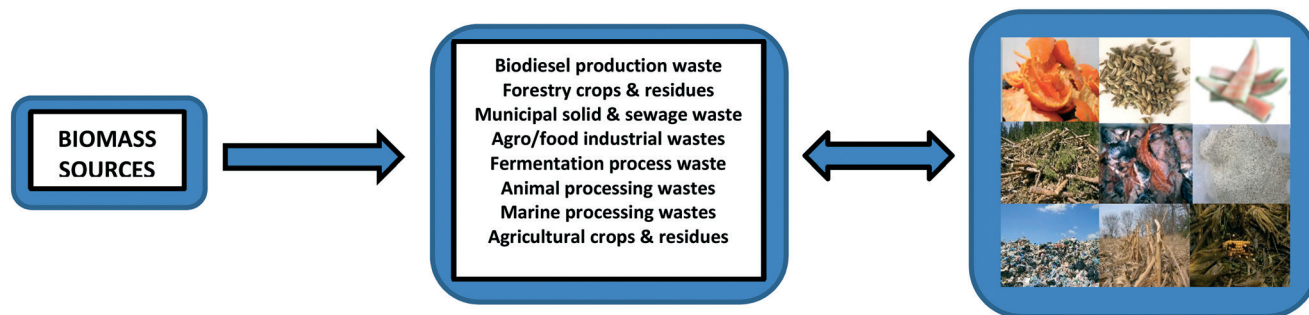 BIOMASS
SOURCES
Biodiesel production waste
Forestry crops & residues
Municipal solid & sewage waste
Agro/food industrial wastes
Fermentation process waste
Animal processing wastes
Marine processing wastes
Agricultural crops & residues